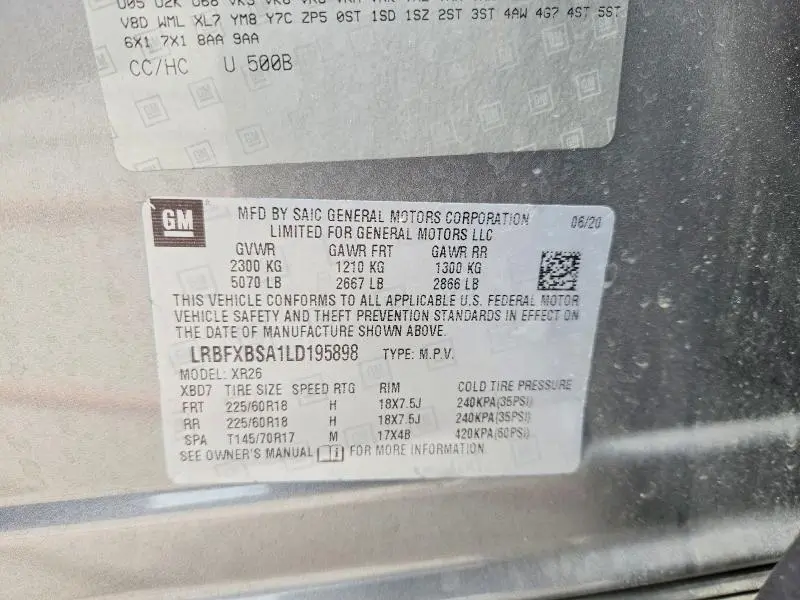 V8D WML XL7 YM8 Y7C ZP5 0ST 1SD 1SZ 2ST 3ST 4AW 4G7 4ST 5ST
6X1 7X1 8AA 9AA
CC/HC U 500B
GM MFD BY SAIC GENERAL MOTORS CORPORATION 06/20
LIMITED FOR GENERAL MOTORS LLC
GVWR GAWR FRT GAWR RR
2300 KG 1210 KG 1300 KG
5070 LB 2667 LB 2866 LB
THIS VEHICLE CONFORMS TO ALL APPLICABLE U.S. FEDERAL MOTOR
VEHICLE SAFETY AND THEFT PREVENTION STANDARDS IN EFFECT ON
THE DATE OF MANUFACTURE SHOWN ABOVE.
LRBFXBSA1LD195898 TYPE: M.P.V.
MODEL: XR26
XBD7 TIRE SIZE SPEED RTG RIM COLD TIRE PRESSURE
FRT 225/60R18 H 18X7.5J 240KPA(35PSI)
RR 225/60R18 H 18X7.5J 240KPA(35PSI)
SPA T145/70R17 M 17X4B 420KPA(60PSI)
SEE OWNER'S MANUAL FOR MORE INFORMATION